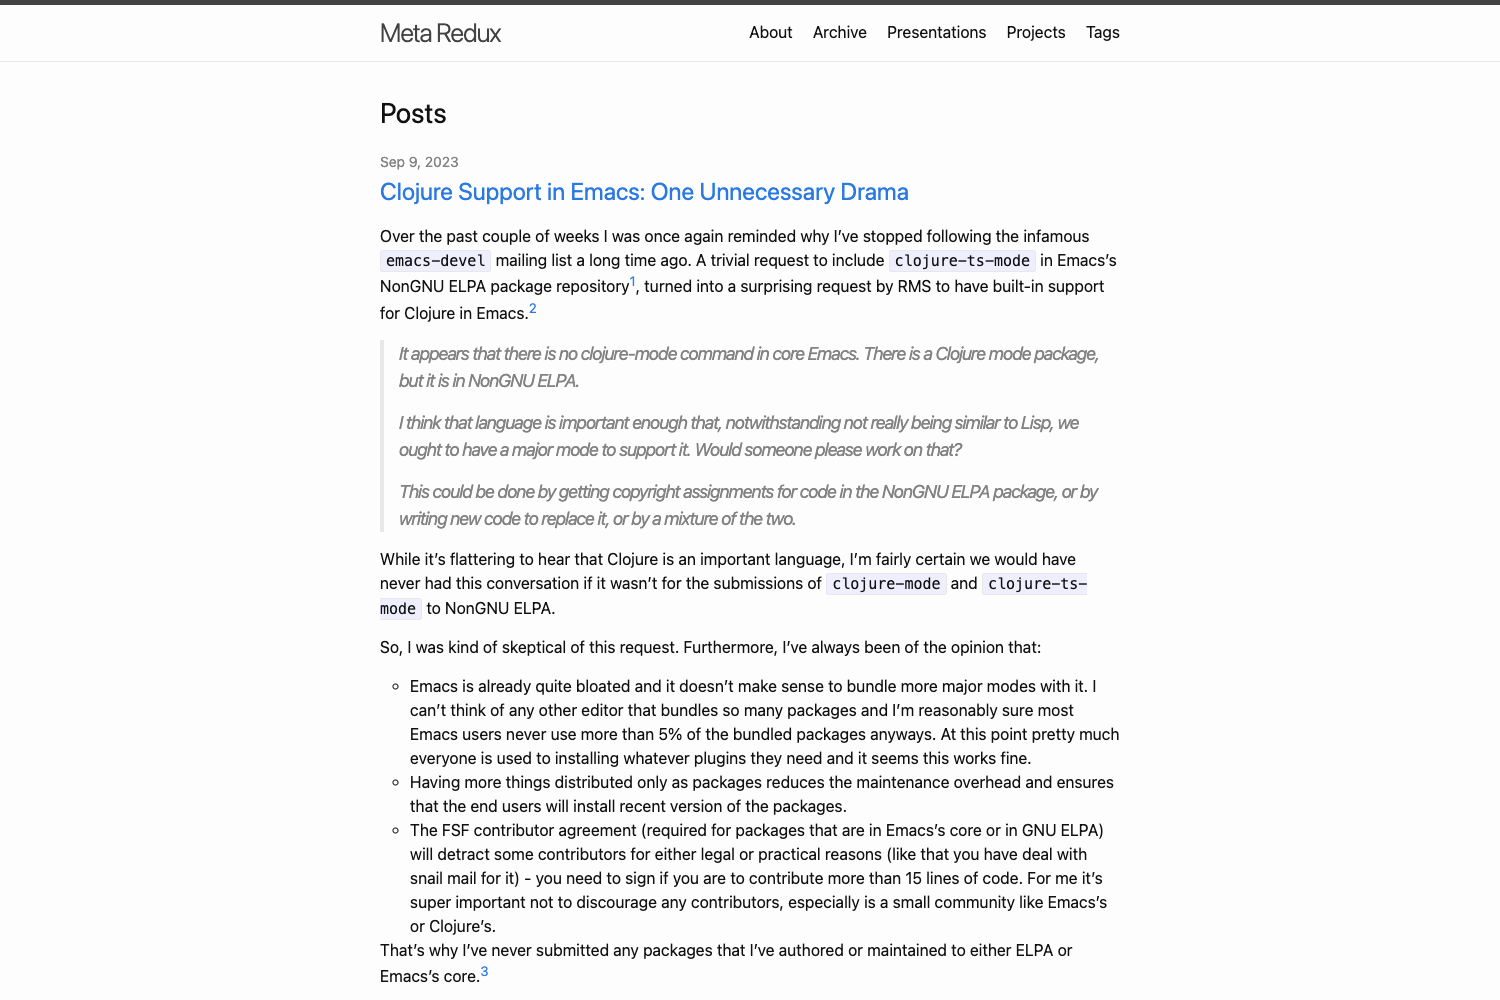 Meta Redux
About Archive Presentations Projects Tags
Posts
Sep 9, 2023
Clojure Support in Emacs: One Unnecessary Drama
Over the past couple of weeks I was once again reminded why I’ve stopped following the infamous
emacs-devel mailing list a long time ago. A trivial request to include clojure-ts-mode in Emacs’s
NonGNU ELPA package repository1, turned into a surprising request by RMS to have built-in support
for Clojure in Emacs.2
It appears that there is no clojure-mode command in core Emacs. There is a Clojure mode package,
but it is in NonGNU ELPA.
I think that language is important enough that, notwithstanding not really being similar to Lisp, we
ought to have a major mode to support it. Would someone please work on that?
This could be done by getting copyright assignments for code in the NonGNU ELPA package, or by
writing new code to replace it, or by a mixture of the two.
While it’s flattering to hear that Clojure is an important language, I’m fairly certain we would have
never had this conversation if it wasn’t for the submissions of clojure-mode and clojure-ts-
mode to NonGNU ELPA.
So, I was kind of skeptical of this request. Furthermore, I’ve always been of the opinion that:
◦ Emacs is already quite bloated and it doesn’t make sense to bundle more major modes with it. I
can’t think of any other editor that bundles so many packages and I’m reasonably sure most
Emacs users never use more than 5% of the bundled packages anyways. At this point pretty much
everyone is used to installing whatever plugins they need and it seems this works fine.
◦ Having more things distributed only as packages reduces the maintenance overhead and ensures
that the end users will install recent version of the packages.
◦ The FSF contributor agreement (required for packages that are in Emacs’s core or in GNU ELPA)
will detract some contributors for either legal or practical reasons (like that you have deal with
snail mail for it) - you need to sign if you are to contribute more than 15 lines of code. For me it’s
super important not to discourage any contributors, especially is a small community like Emacs’s
or Clojure’s.
That’s why I’ve never submitted any packages that I’ve authored or maintained to either ELPA or
Emacs’s core.3